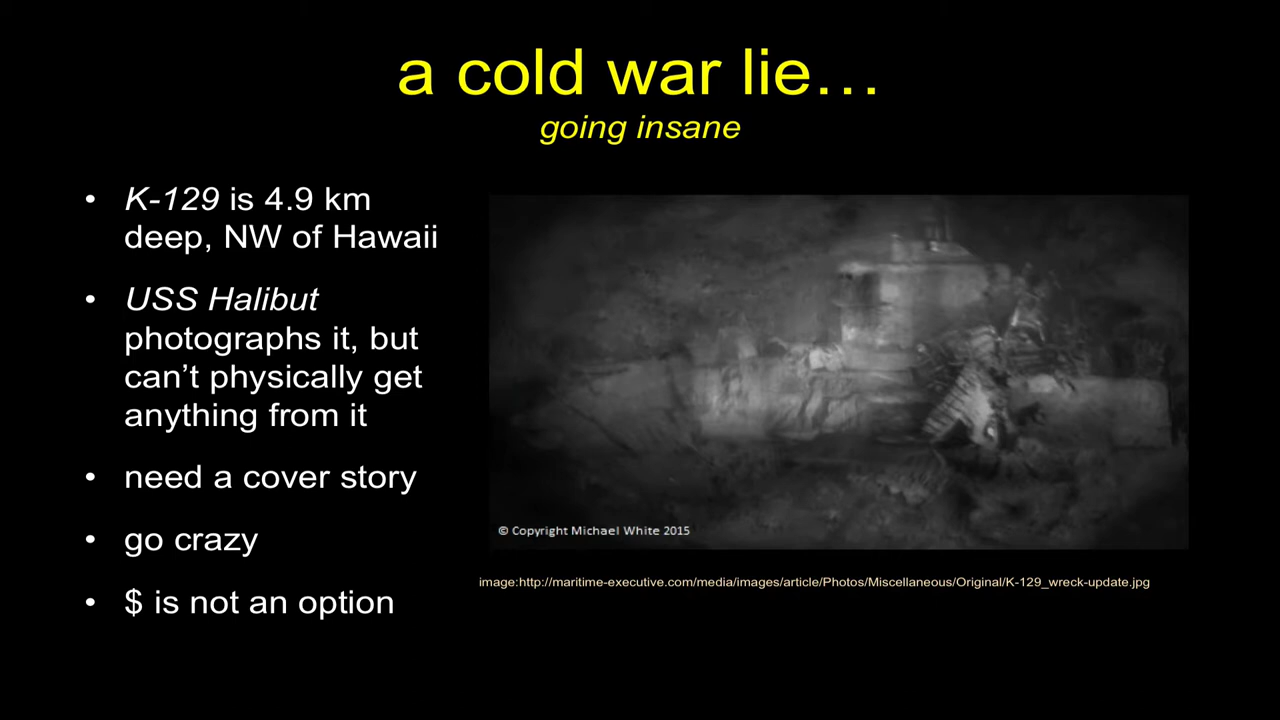 a cold war lie…
going insane
• K-129 is 4.9 km
deep, NW of Hawaii
• USS Halibut
photographs it, but
can’t physically get
anything from it
• need a cover story
• go crazy
• $ is not an option
© Copyright Michael White 2015
image:http://maritime-executive.com/media/images/article/Photos/Miscellaneous/Original/K-129_wreck-update.jpg